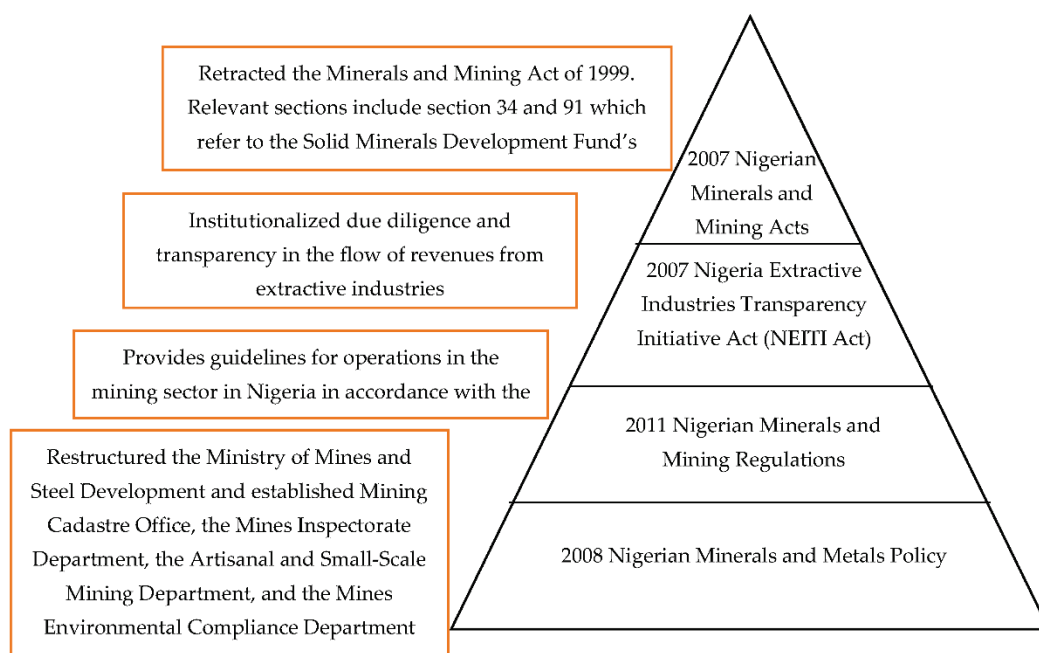 Retracted the Minerals and Mining Act of 1999.
Relevant sections include section 34 and 91 which
refer to the Solid Minerals Development Fund's
2007 Nigerian
Minerals and
Mining Acts
Institutionalized due diligence and
transparency in the flow of revenues from
extractive industries
2007 Nigeria Extractive
Industries Transparency
Initiative Act (NEITI Act)
Provides guidelines for operations in the
mining sector in Nigeria in accordance with the
2011 Nigerian Minerals and
Mining Regulations
Restructured the Ministry of Mines and
Steel Development and established Mining
Cadastre Office, the Mines Inspectorate
Department, the Artisanal and Small-Scale
Mining Department, and the Mines
Environmental Compliance Department
2008 Nigerian Minerals and Metals Policy